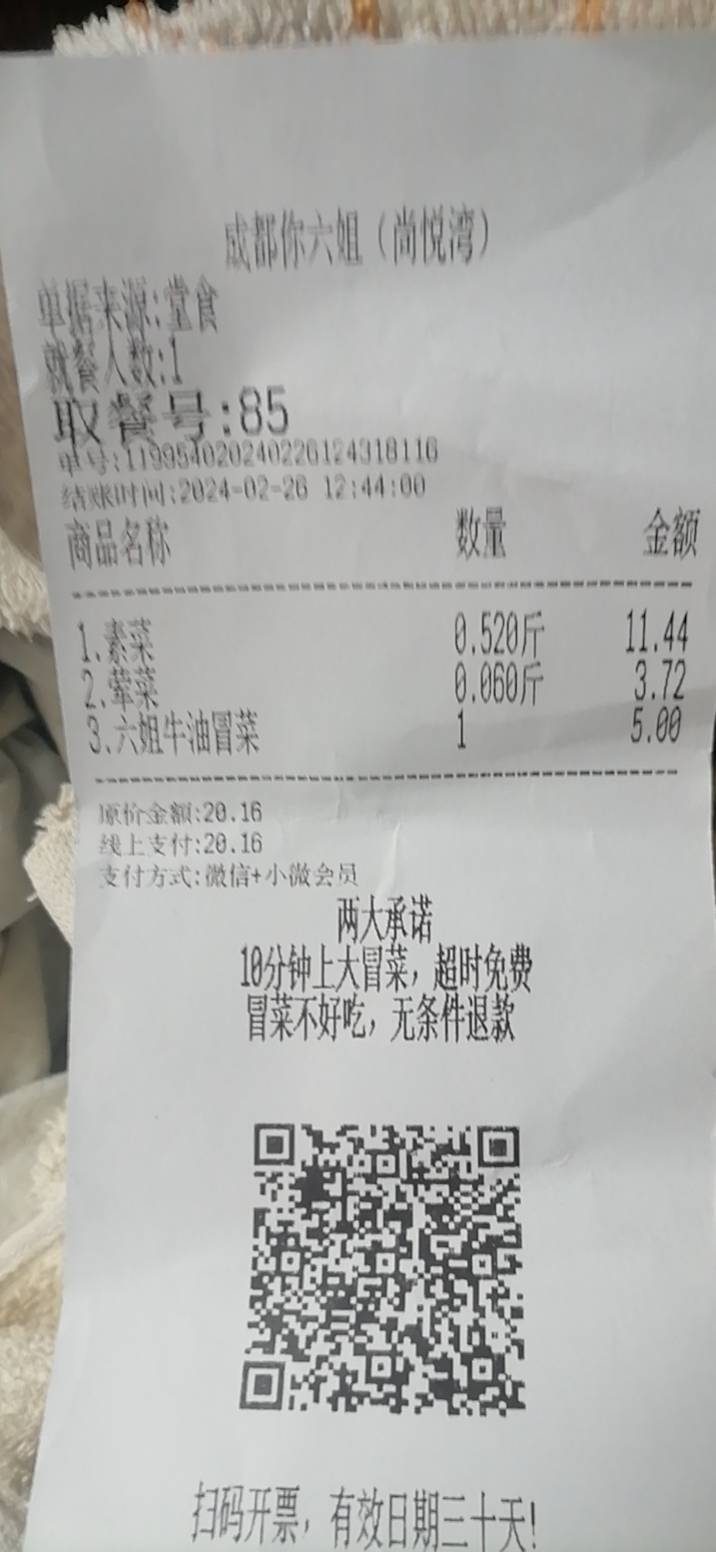 成都你六姐（尚悦湾）
单据来源:堂食
就餐人数:1
取餐号:85
单号:119954020240226124318116
结账时间:2024-02-26 12:44:00
商品名称 数量 金额
1.素菜 0.520斤 11.44
2.荤菜 0.060斤 3.72
3.六姐牛油冒菜 1 5.00
原价金额:20.16
线上支付:20.16
支付方式:微信+小微会员
两大承诺
10分钟上大冒菜，超时免费
冒菜不好吃，无条件退款
扫码开票，有效日期三十天!